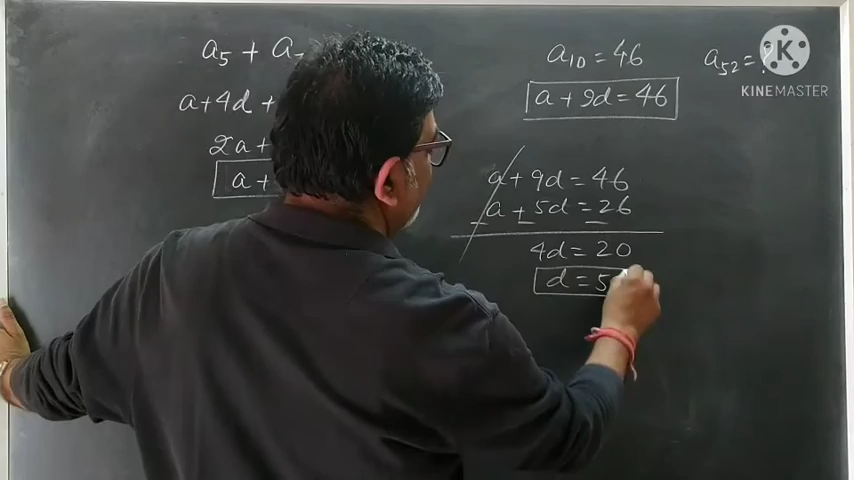 a₅ + a
a₁₀ = 46
a₅₂ = ?
a+4d +
a + 9d = 46
2a +
a +
a + 9d = 46
a + 5d = 26
4d = 20
d = 5
K
KINEMASTER